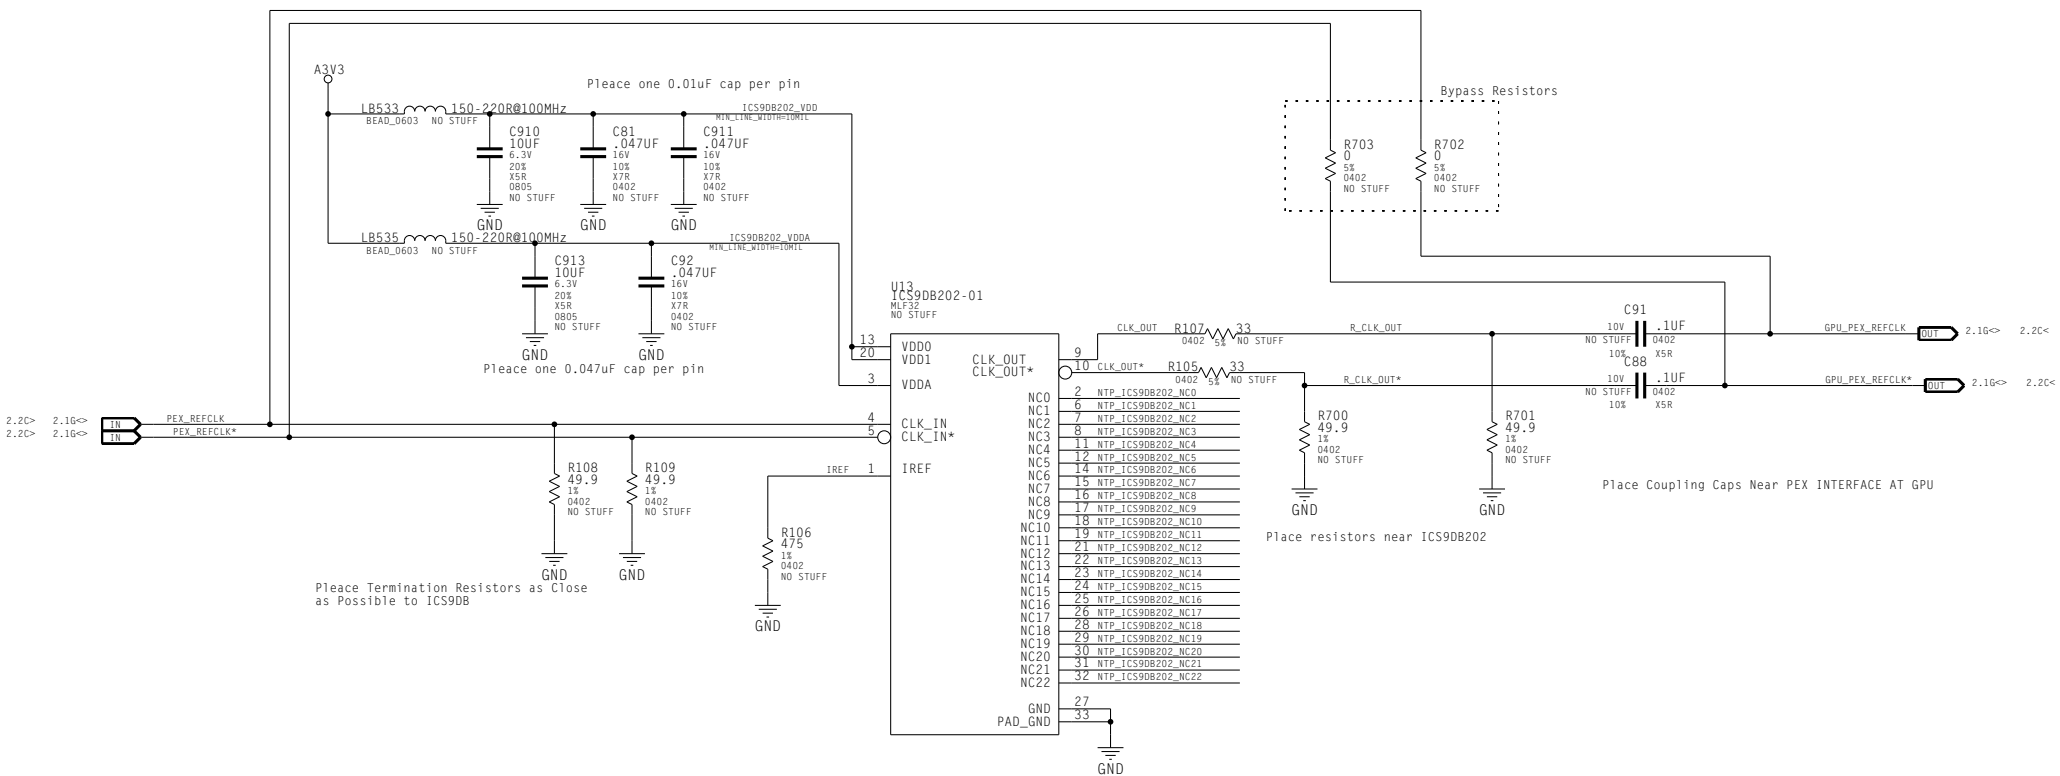 A3V3
Pleace one 0.01uF cap per pin
LB533 150-220R@100MHz
BEAD_0603 NO STUFF
ICS9DB202_VDD
MIN_LINE_WIDTH=10MIL
C910
10UF
6.3V
20%
X5R
0805
NO STUFF
GND
C81
.047UF
16V
10%
X7R
0402
NO STUFF
GND
C911
.047UF
16V
10%
X7R
0402
NO STUFF
GND
LB535 150-220R@100MHz
BEAD_0603 NO STUFF
ICS9DB202_VDDA
MIN_LINE_WIDTH=10MIL
C913
10UF
6.3V
20%
X5R
0805
NO STUFF
GND
C92
.047UF
16V
10%
X7R
0402
NO STUFF
GND
Pleace one 0.047uF cap per pin
Bypass Resistors
R703
0
5%
0402
NO STUFF
R702
0
5%
0402
NO STUFF
U13
ICS9DB202-01
MLF32
NO STUFF
13 VDD0
20 VDD1
3 VDDA
4 CLK_IN
5 CLK_IN*
IREF 1 IREF
2.2C> 2.1G<> IN PEX_REFCLK
2.2C> 2.1G<> IN PEX_REFCLK*
R108
49.9
1%
0402
NO STUFF
GND
R109
49.9
1%
0402
NO STUFF
GND
Pleace Termination Resistors as Close
as Possible to ICS9DB
R106
475
1%
0402
NO STUFF
GND
CLK_OUT 9 CLK_OUT
CLK_OUT* 10 CLK_OUT*
NC0 2 NTP_ICS9DB202_NC0
NC1 6 NTP_ICS9DB202_NC1
NC2 7 NTP_ICS9DB202_NC2
NC3 8 NTP_ICS9DB202_NC3
NC4 11 NTP_ICS9DB202_NC4
NC5 12 NTP_ICS9DB202_NC5
NC6 14 NTP_ICS9DB202_NC6
NC7 15 NTP_ICS9DB202_NC7
NC8 16 NTP_ICS9DB202_NC8
NC9 17 NTP_ICS9DB202_NC9
NC10 18 NTP_ICS9DB202_NC10
NC11 19 NTP_ICS9DB202_NC11
NC12 21 NTP_ICS9DB202_NC12
NC13 22 NTP_ICS9DB202_NC13
NC14 23 NTP_ICS9DB202_NC14
NC15 24 NTP_ICS9DB202_NC15
NC16 25 NTP_ICS9DB202_NC16
NC17 26 NTP_ICS9DB202_NC17
NC18 28 NTP_ICS9DB202_NC18
NC19 29 NTP_ICS9DB202_NC19
NC20 30 NTP_ICS9DB202_NC20
NC21 31 NTP_ICS9DB202_NC21
NC22 32 NTP_ICS9DB202_NC22
GND 27
PAD_GND 33
GND
R107 33
0402 5% NO STUFF
R_CLK_OUT
R105 33
0402 5% NO STUFF
R_CLK_OUT*
R700
49.9
1%
0402
NO STUFF
GND
R701
49.9
1%
0402
NO STUFF
GND
Place resistors near ICS9DB202
C91
10V .1UF
NO STUFF 0402
10% X5R
C88
10V .1UF
NO STUFF 0402
10% X5R
GPU_PEX_REFCLK OUT 2.1G<> 2.2C<
GPU_PEX_REFCLK* OUT 2.1G<> 2.2C<
Place Coupling Caps Near PEX INTERFACE AT GPU